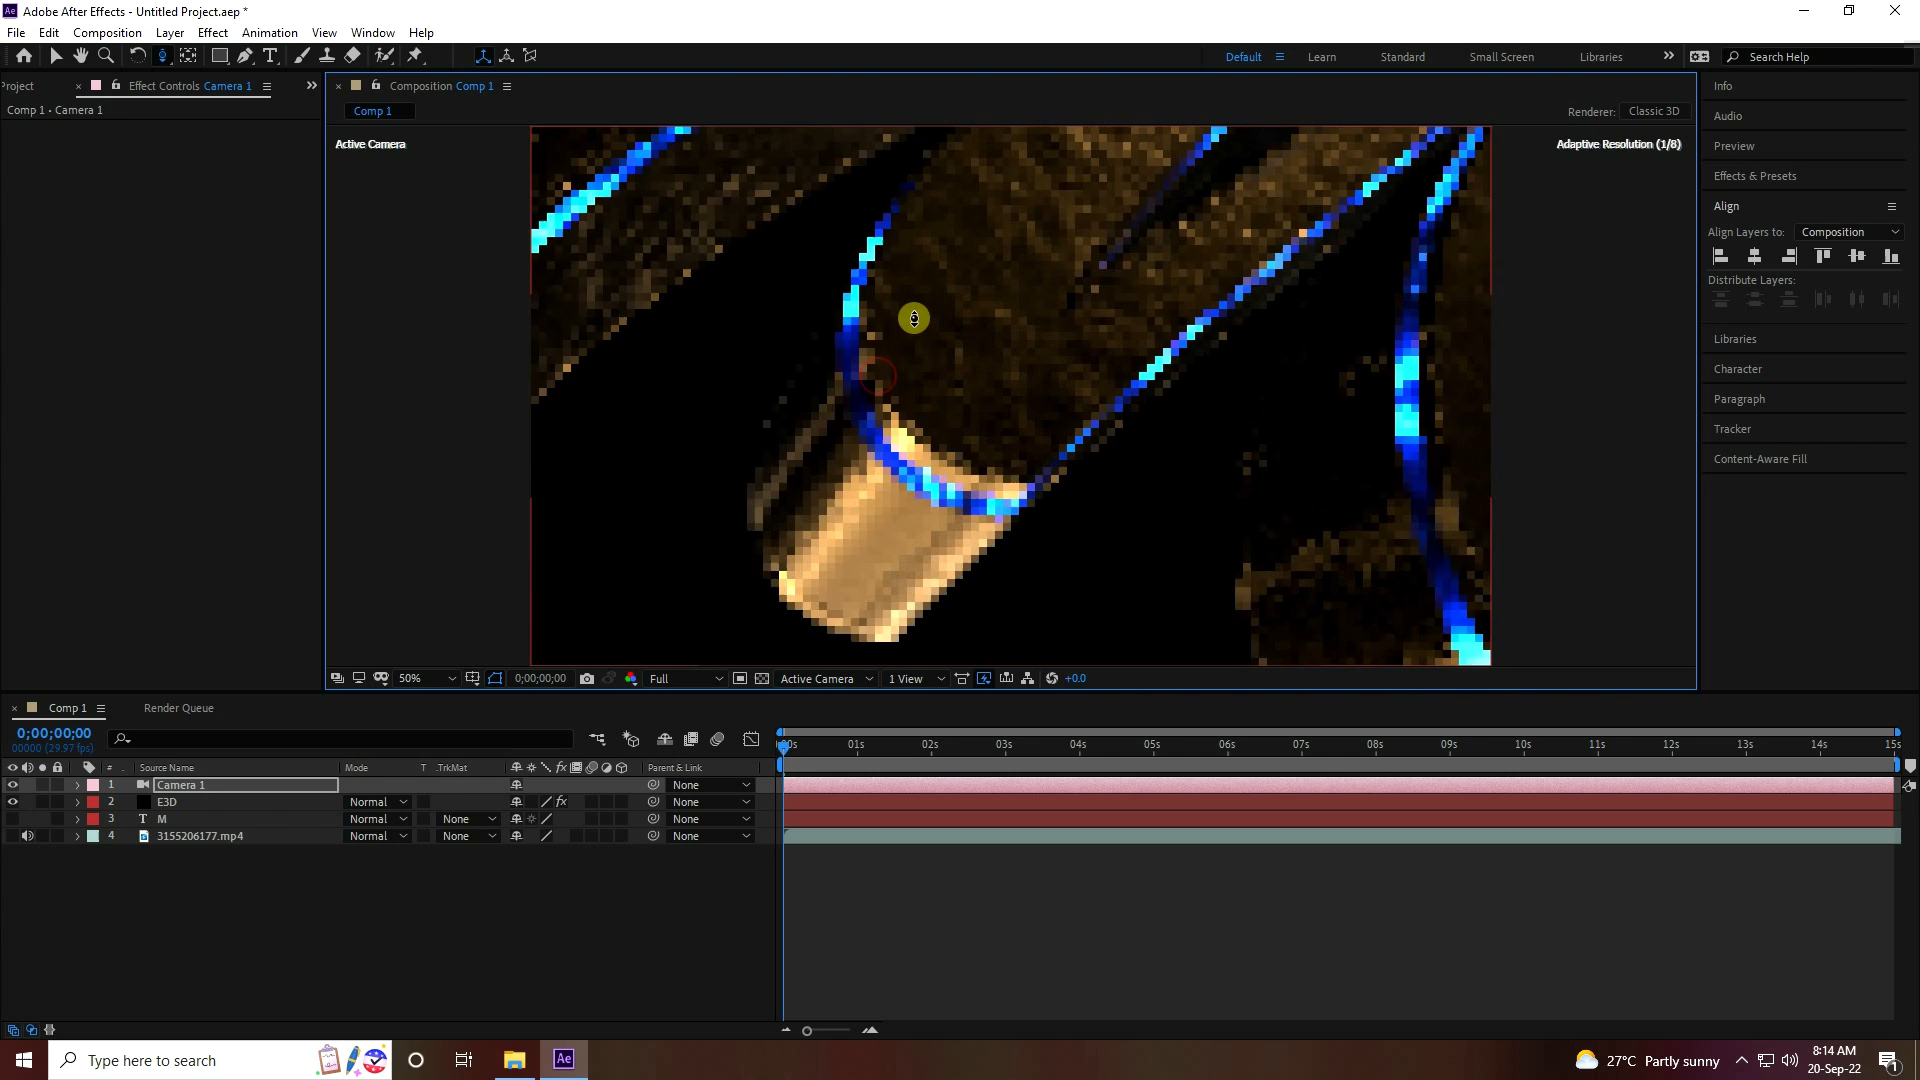 Adobe After Effects - Untitled Project.aep *
File Edit Composition Layer Effect Animation View Window Help
Default Learn Standard Small Screen Libraries Search Help
Project Effect Controls Camera 1
Comp 1 • Camera 1
Composition Comp 1
Comp 1
Renderer: Classic 3D
Active Camera
Adaptive Resolution (1/8)
Info
Audio
Preview
Effects & Presets
Align
Align Layers to: Composition
Distribute Layers:
Libraries
Character
Paragraph
Tracker
Content-Aware Fill
50% 0;00;00;00 Full Active Camera 1 View +0.0
Comp 1 Render Queue
0;00;00;00
00000 (29.97 fps)
00s 01s 02s 03s 04s 05s 06s 07s 08s 09s 10s 11s 12s 13s 14s 15s
# Source Name Mode T .TrkMat fx Parent & Link
1 Camera 1 None
2 E3D Normal fx None
3 T M Normal None None
4 3155206177.mp4 Normal None None
Type here to search
Ae
27°C Partly sunny
8:14 AM
20-Sep-22
1